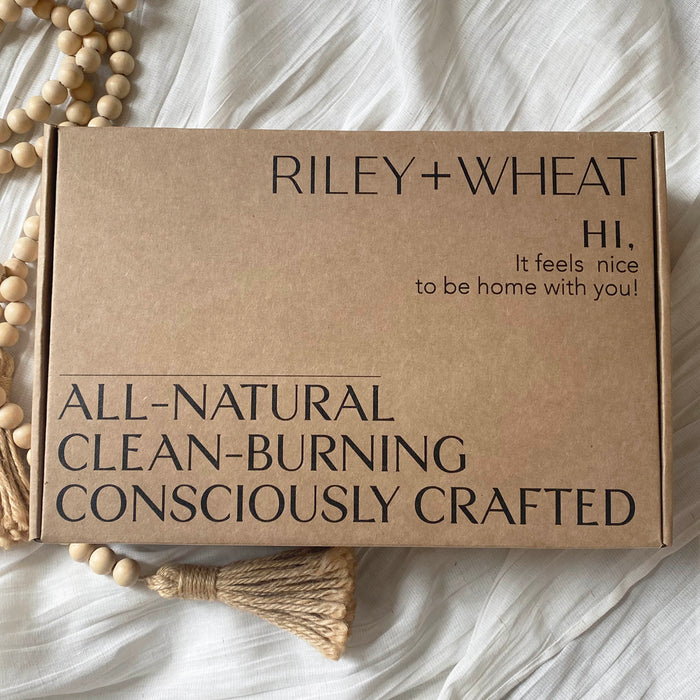 RILEY+WHEAT
HI,
It feels nice
to be home with you!
ALL-NATURAL
CLEAN-BURNING
CONSCIOUSLY CRAFTED